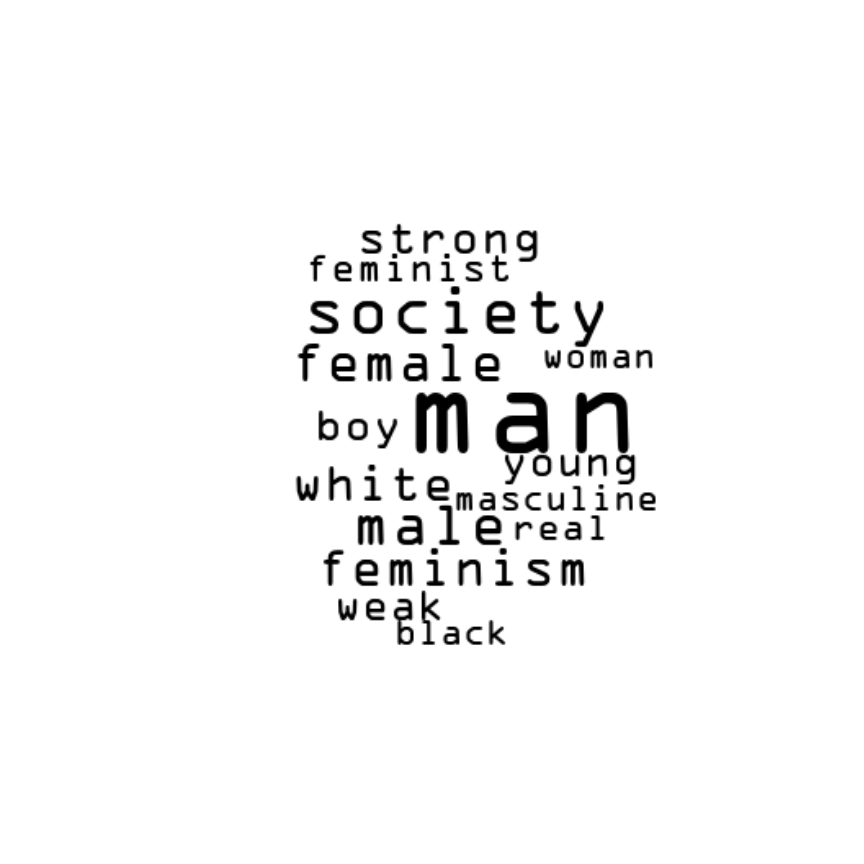 strong
feminist
society
female woman
boy man
young
white masculine
male real
feminism
weak
black